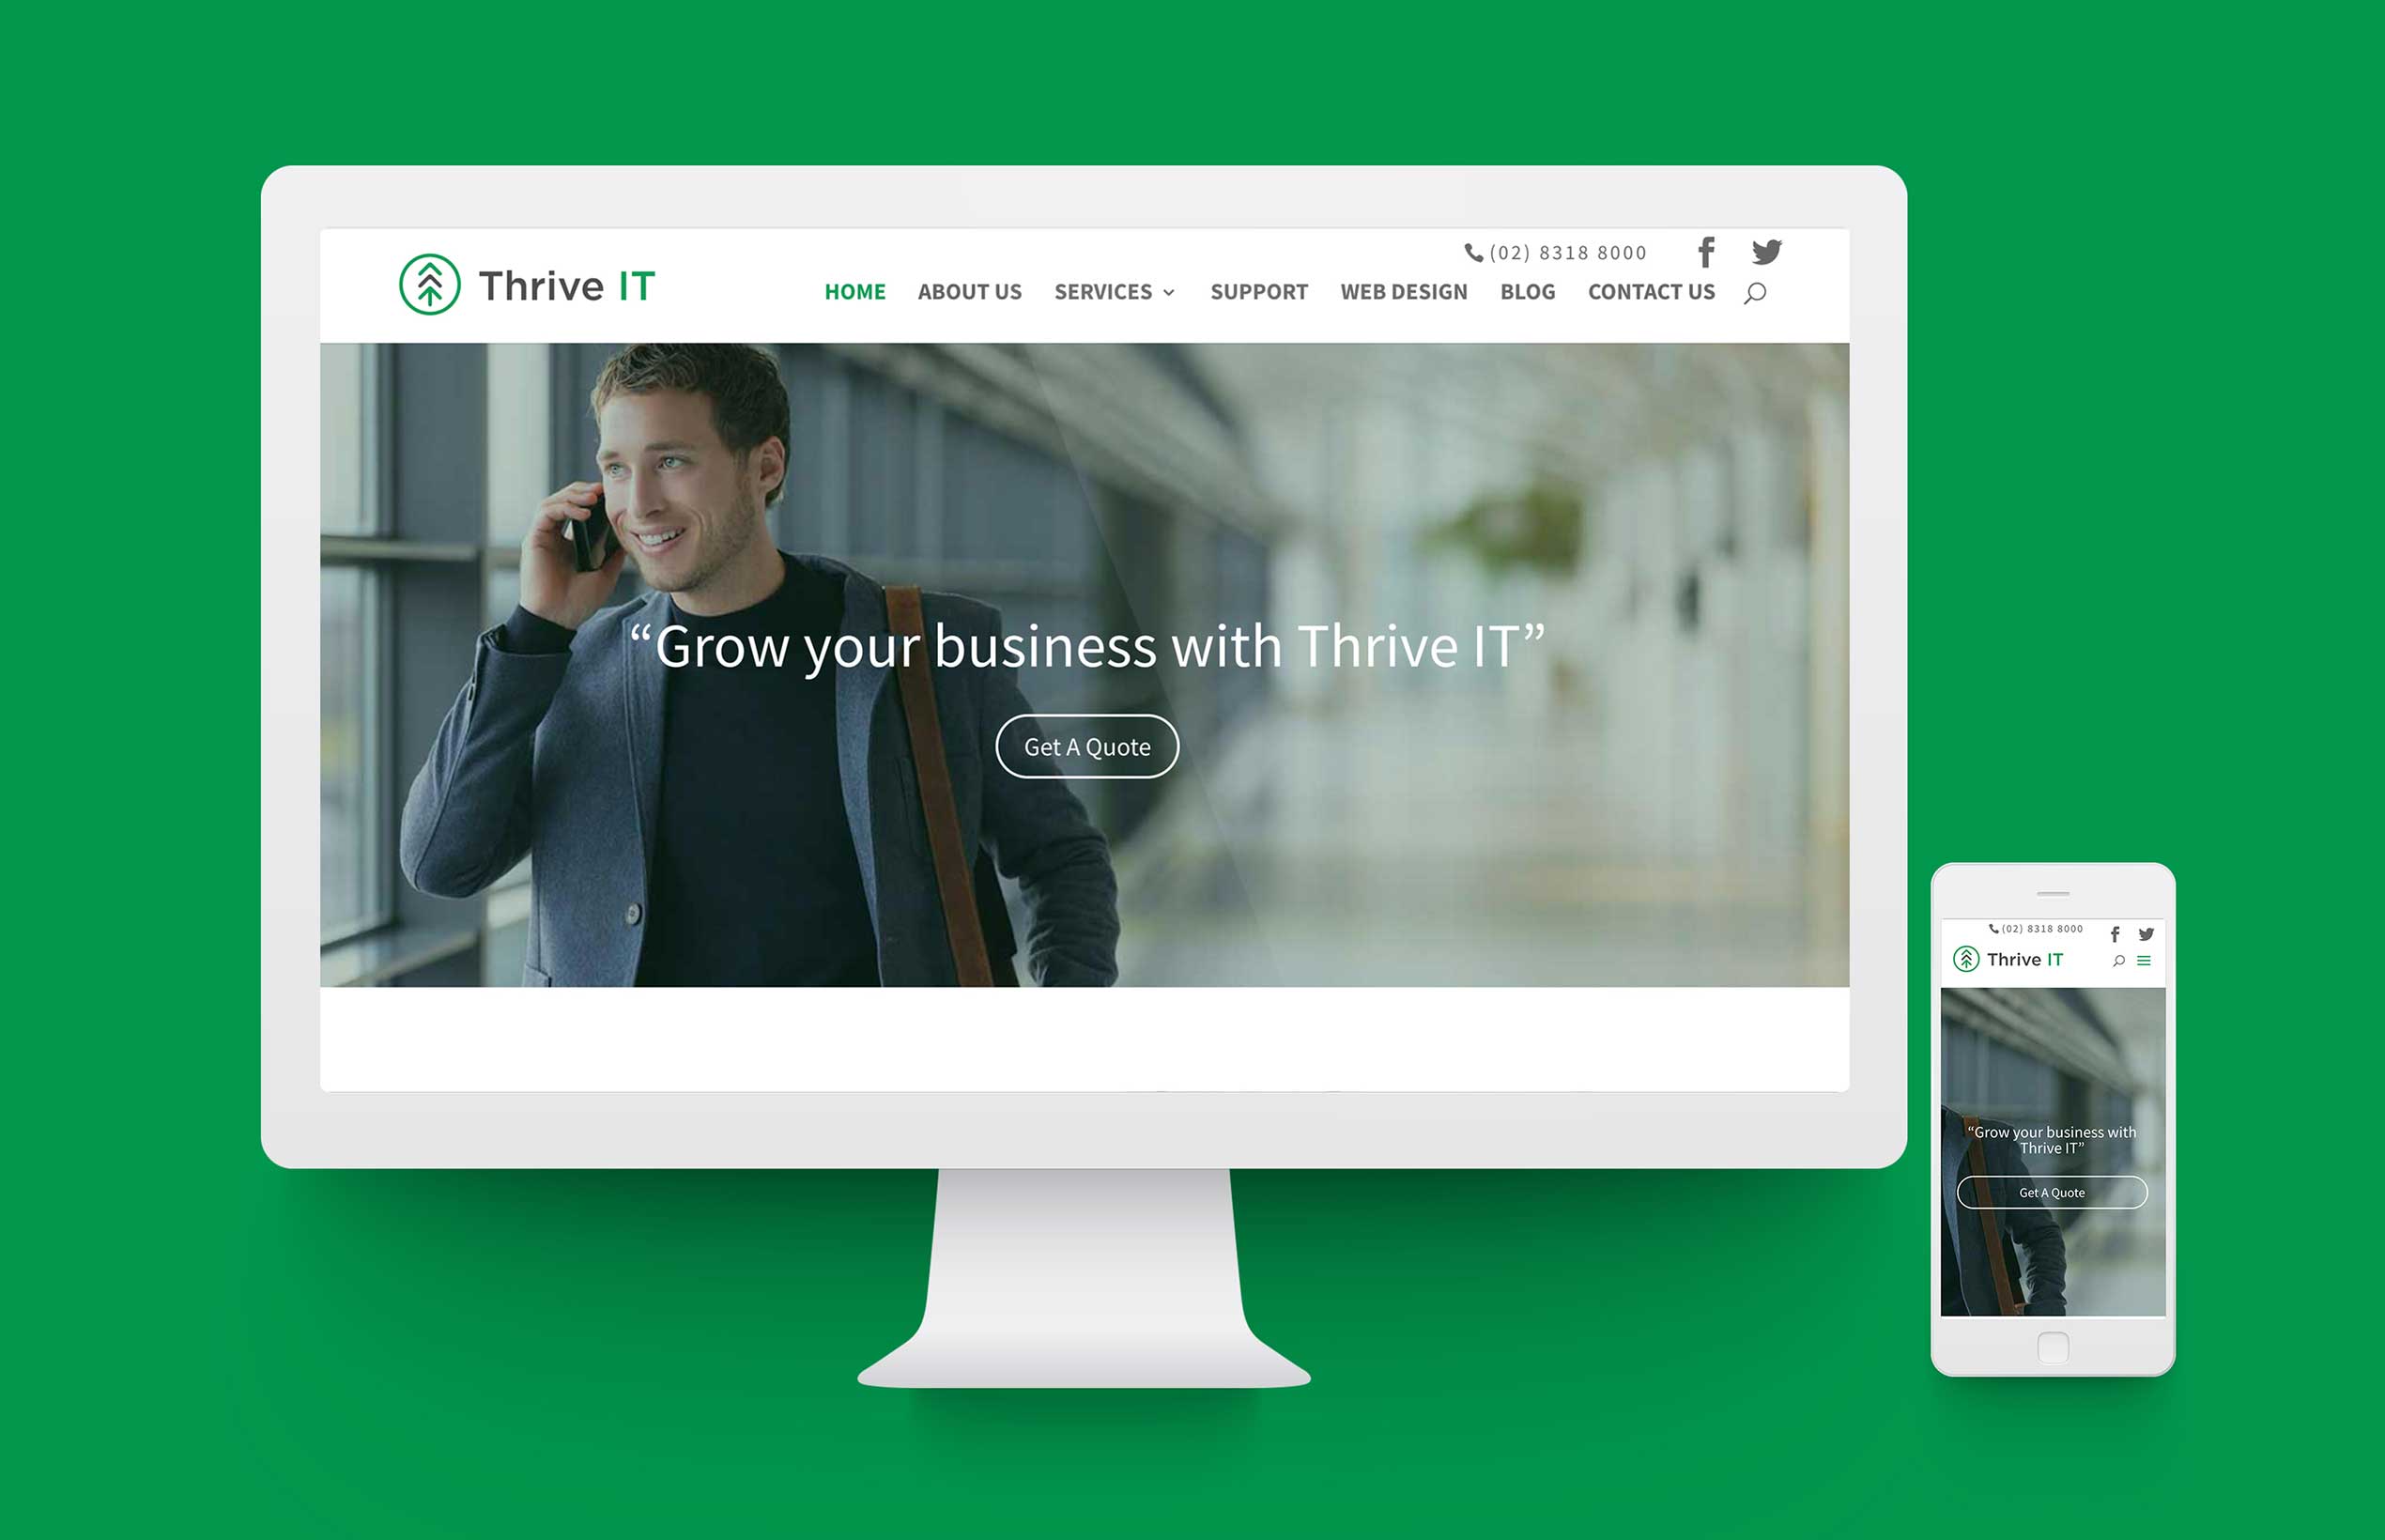 Thrive IT
(02) 8318 8000
HOME ABOUT US SERVICES SUPPORT WEB DESIGN BLOG CONTACT US
“Grow your business with Thrive IT”
Get A Quote
(02) 8318 8000
Thrive IT
“Grow your business with
Thrive IT”
Get A Quote